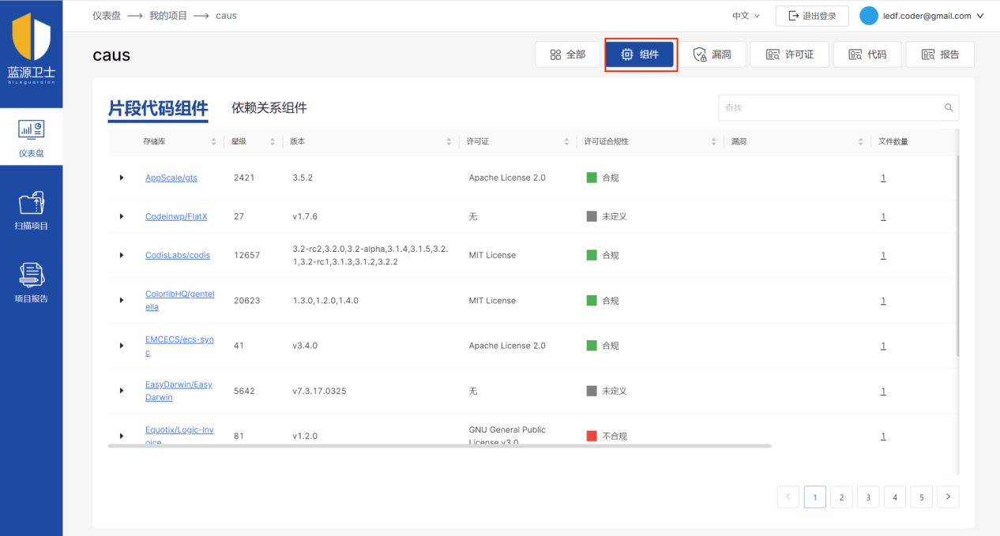 仪表盘 → 我的项目 → caus
中文
退出登录
ledf.coder@gmail.com
蓝源卫士
blueguardian
仪表盘
扫描项目
项目报告
caus
全部
组件
漏洞
许可证
代码
报告
片段代码组件
依赖关系组件
查找
存储库 星级 版本 许可证 许可证合规性 漏洞 文件数量
AppScale/gts 2421 3.5.2 Apache License 2.0 合规 1
Codeinwp/FlatX 27 v1.7.6 无 未定义 1
CodisLabs/codis 12657 3.2-rc2,3.2.0,3.2-alpha,3.1.4,3.1.5,3.2.
1,3.2-rc1,3.1.3,3.1.2,3.2.2 MIT License 合规 1
ColorlibHQ/gentel
ella 20623 1.3.0,1.2.0,1.4.0 MIT License 合规 1
EMCECS/ecs-syn
c 41 v3.4.0 Apache License 2.0 合规 1
EasyDarwin/Easy
Darwin 5642 v7.3.17.0325 无 未定义 1
Equotix/Logic-Inv
oice 81 v1.2.0 GNU General Public
License v3.0 不合规 1
1 2 3 4 5